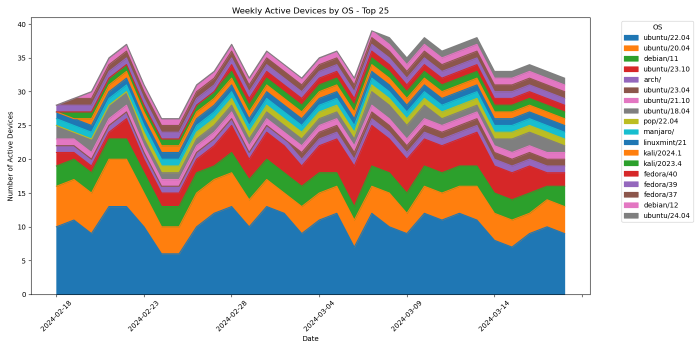 Weekly Active Devices by OS - Top 25
Number of Active Devices
40
35
30
25
20
15
10
5
0
2024-02-18
2024-02-23
2024-02-28
2024-03-04
2024-03-09
2024-03-14
Date
OS
ubuntu/22.04
ubuntu/20.04
debian/11
ubuntu/23.10
arch/
ubuntu/23.04
ubuntu/21.10
ubuntu/18.04
pop/22.04
manjaro/
linuxmint/21
kali/2024.1
kali/2023.4
fedora/40
fedora/39
fedora/37
debian/12
ubuntu/24.04